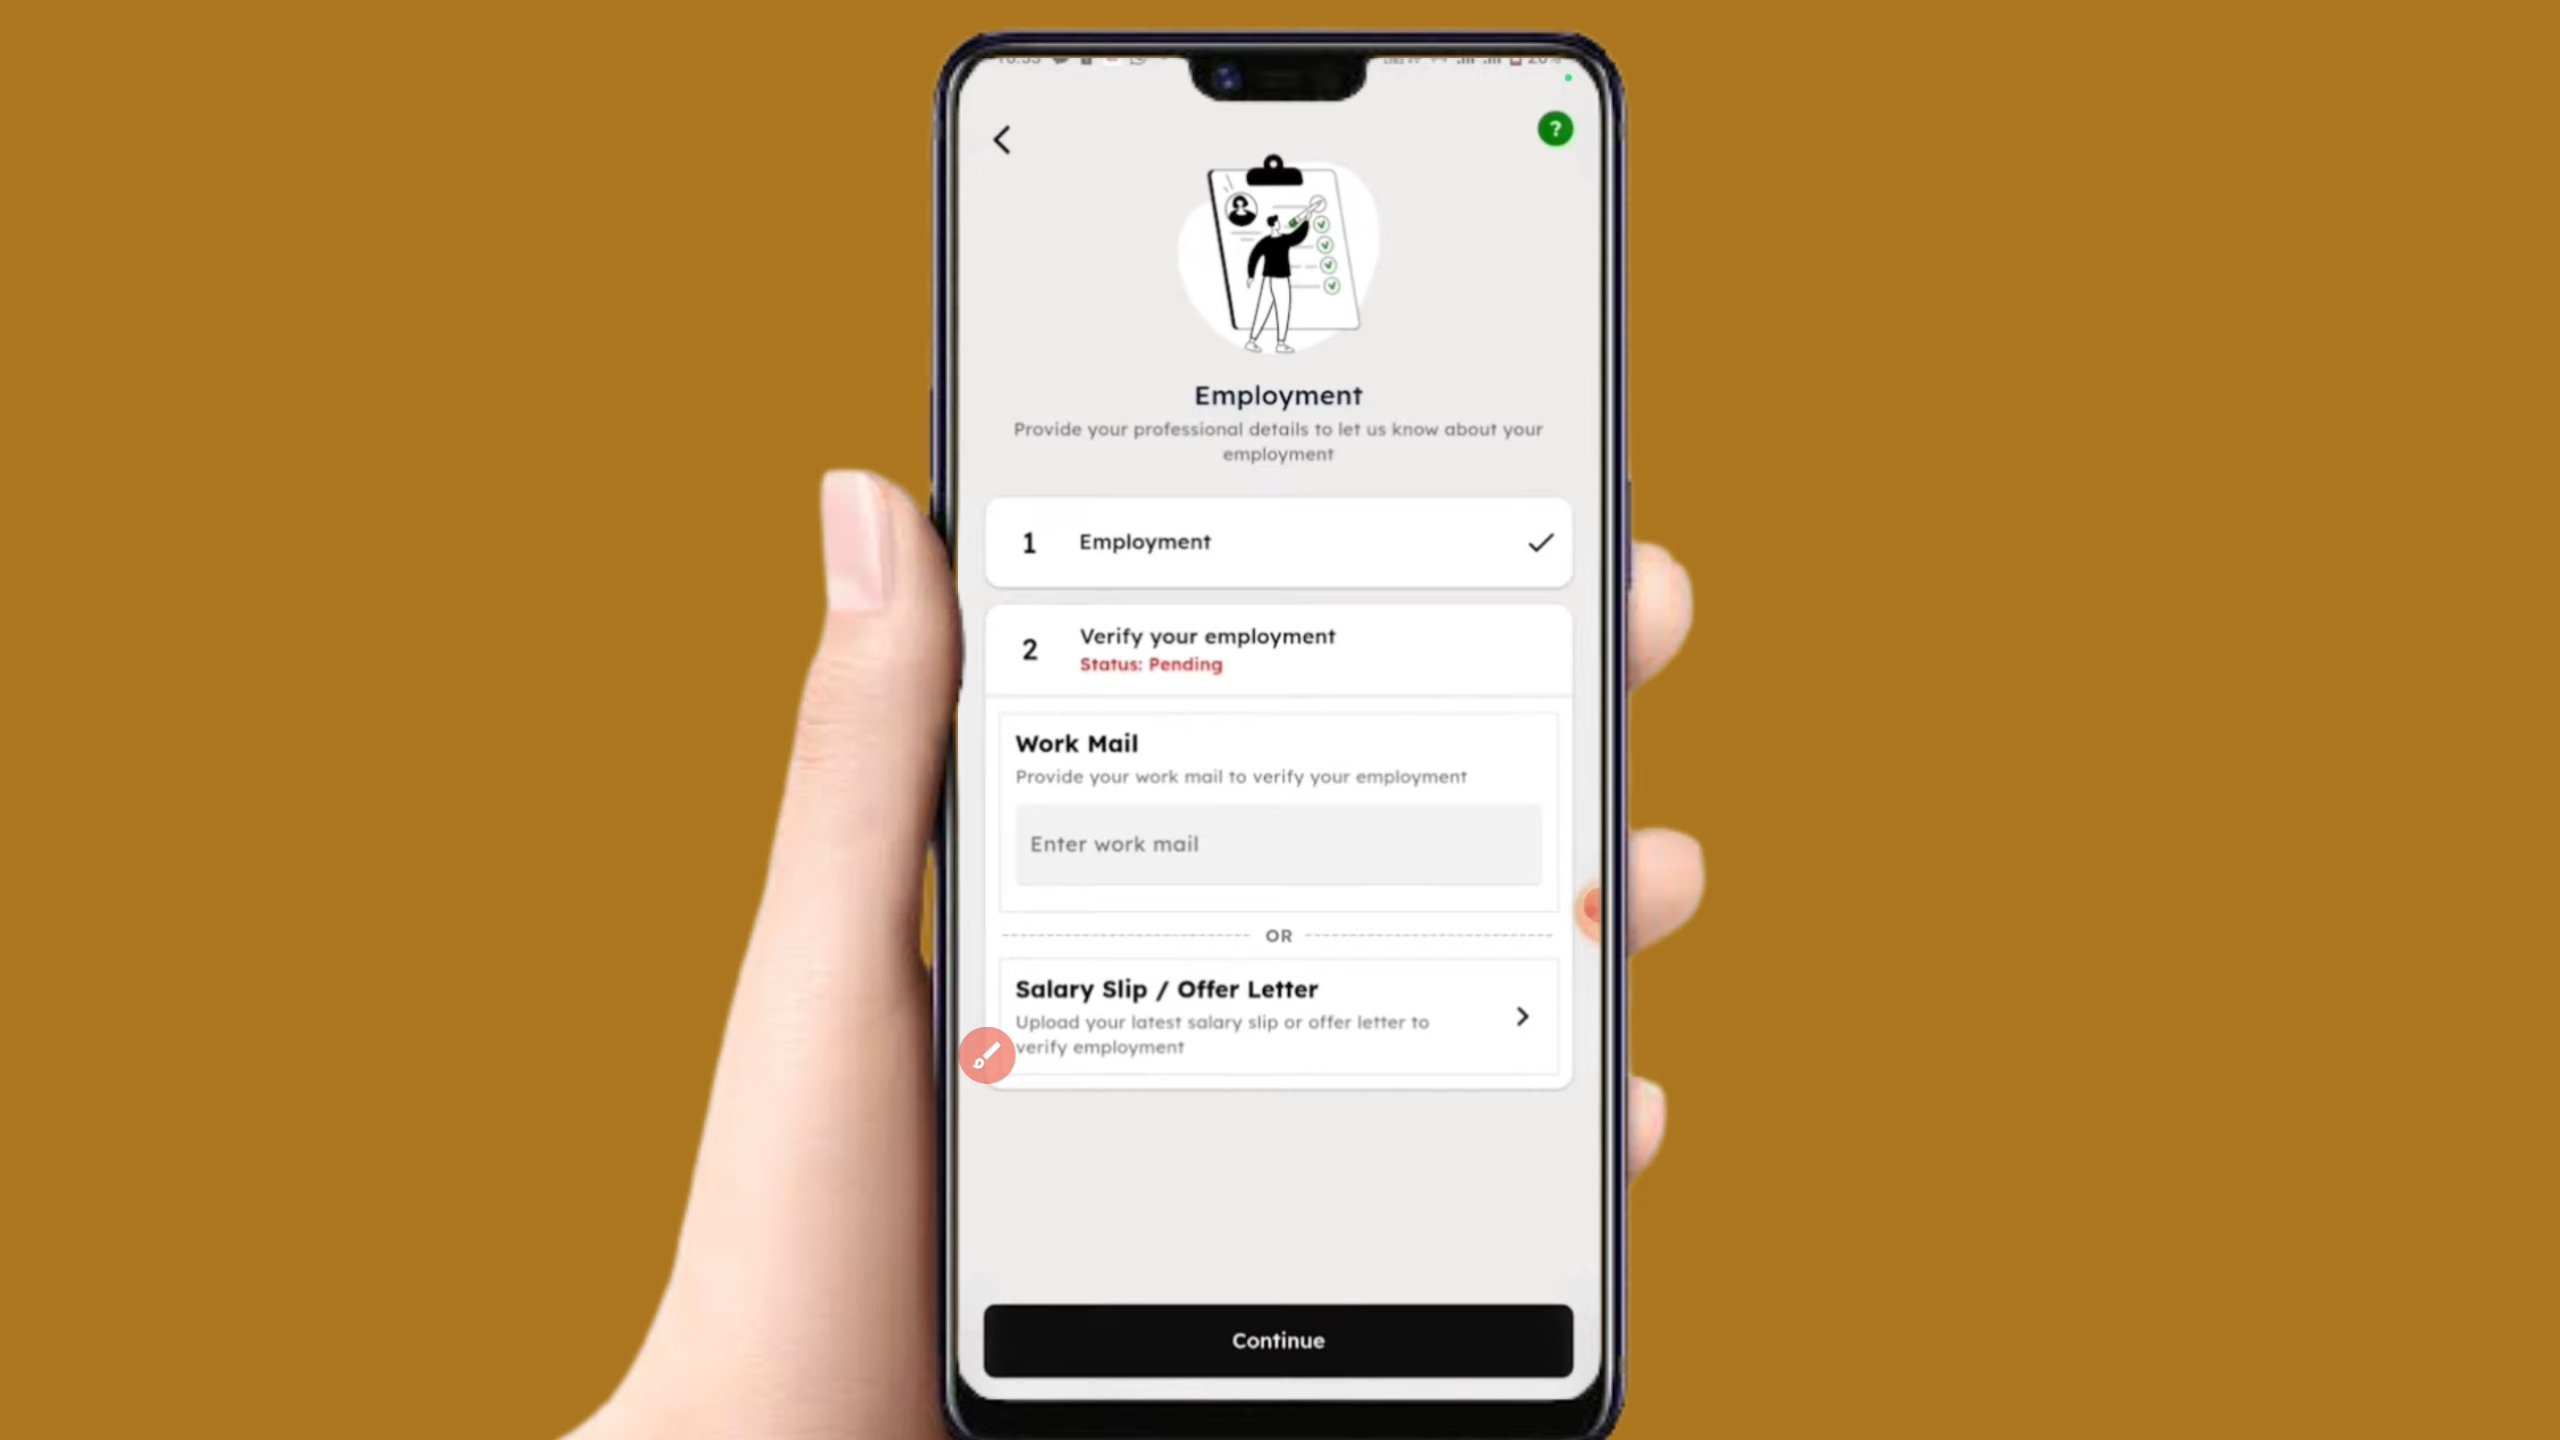 ?
Employment
Provide your professional details to let us know about your
employment
1 Employment
2 Verify your employment
Status: Pending
Work Mail
Provide your work mail to verify your employment
Enter work mail
OR
Salary Slip / Offer Letter
Upload your latest salary slip or offer letter to
verify employment
Continue